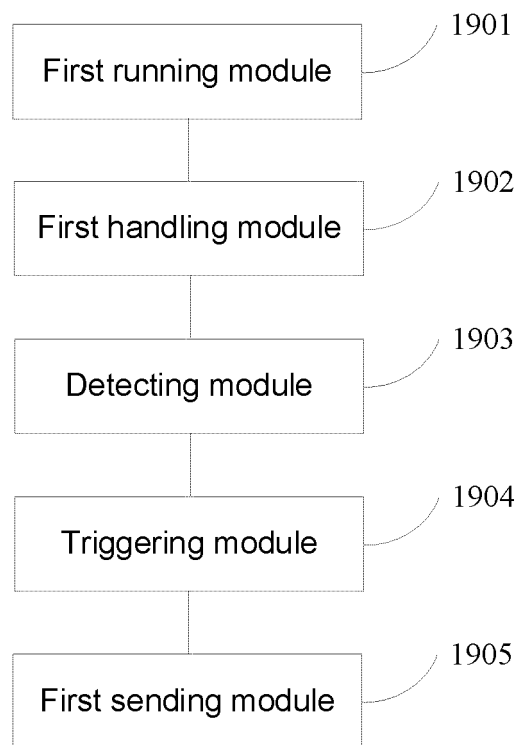 1901
First running module
1902
First handling module
1903
Detecting module
1904
Triggering module
1905
First sending module